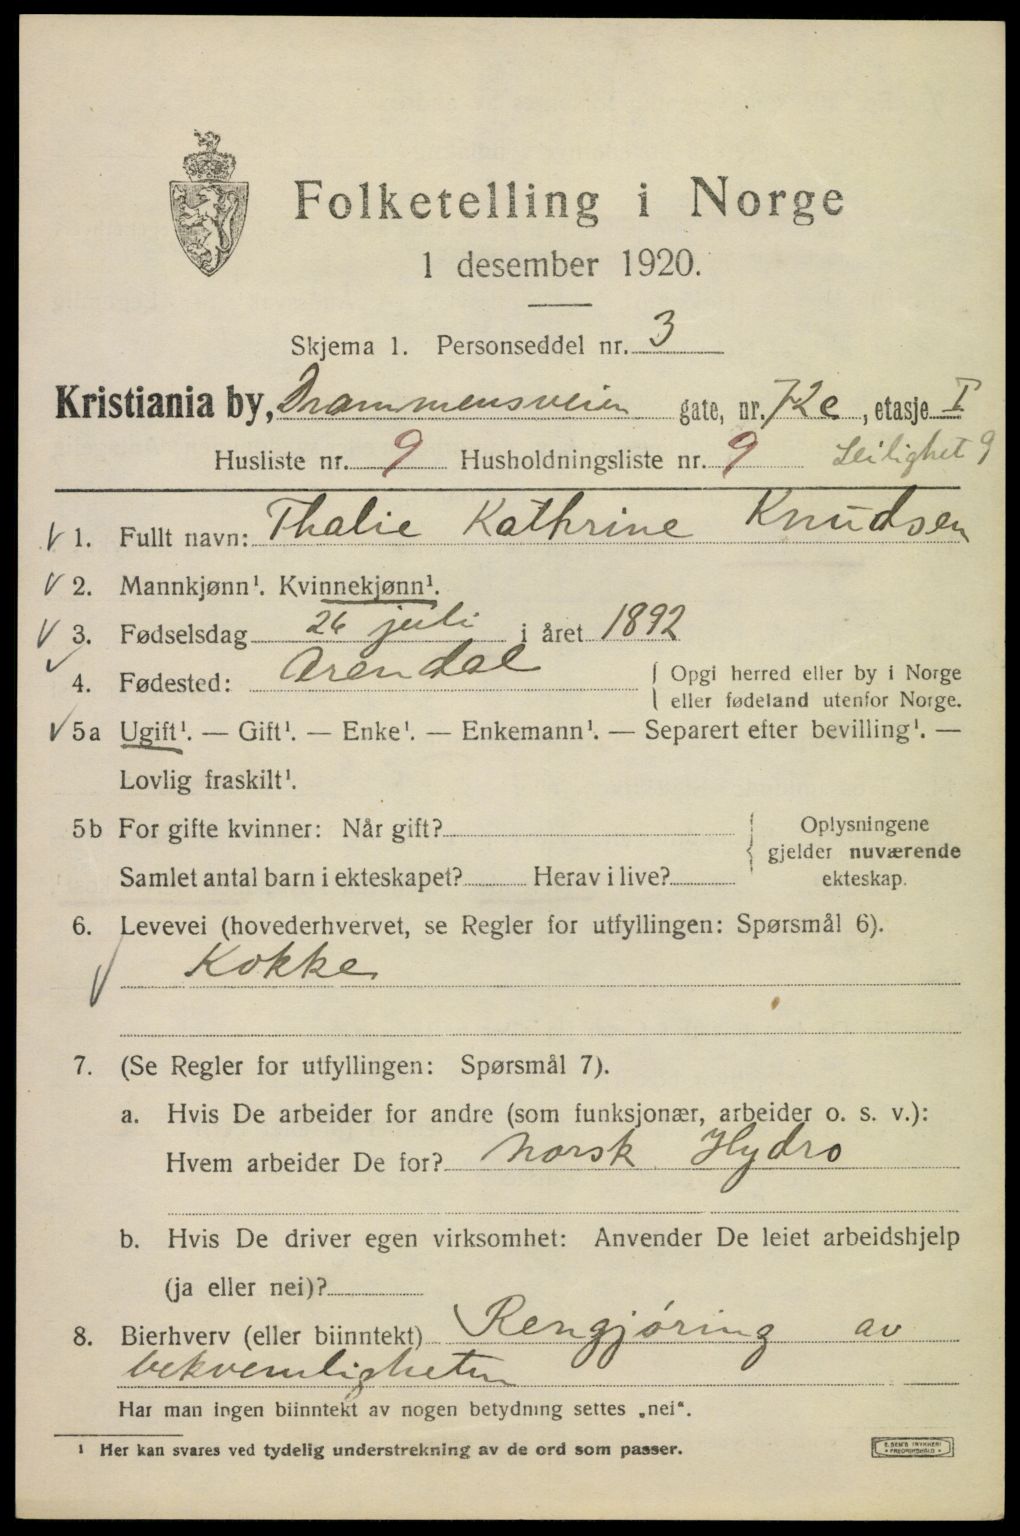 Folketelling i Norge
1 desember 1920.
Skjema 1. Personseddel nr. 3
Kristiania by, Drammensveien gate, nr. 72c, etasje I
Husliste nr. 9 Husholdningsliste nr. 9 Leilighet 9
1. Fullt navn: Thalie Kathrine Knudsen
2. Mannkjønn¹. Kvinnekjønn¹.
3. Fødselsdag 26 juli i året 1892
4. Fødested: Arendal { Opgi herred eller by i Norge
eller fødeland utenfor Norge.
5a Ugift¹. — Gift¹. — Enke¹. — Enkemann¹. — Separert efter bevilling¹. —
Lovlig fraskilt¹.
5b For gifte kvinner: Når gift? { Oplysningene
gjelder nuværende
Samlet antal barn i ekteskapet? Herav i live? ekteskap.
6. Levevei (hovederhvervet, se Regler for utfyllingen: Spørsmål 6).
Kokke
7. (Se Regler for utfyllingen: Spørsmål 7).
a. Hvis De arbeider for andre (som funksjonær, arbeider o. s. v.):
Hvem arbeider De for? Norsk Hydro
b. Hvis De driver egen virksomhet: Anvender De leiet arbeidshjelp
(ja eller nei)?
8. Bierhverv (eller biinntekt) Rengjøring av
bekvemligheten
Har man ingen biinntekt av nogen betydning settes „nei“.
¹ Her kan svares ved tydelig understrekning av de ord som passer.